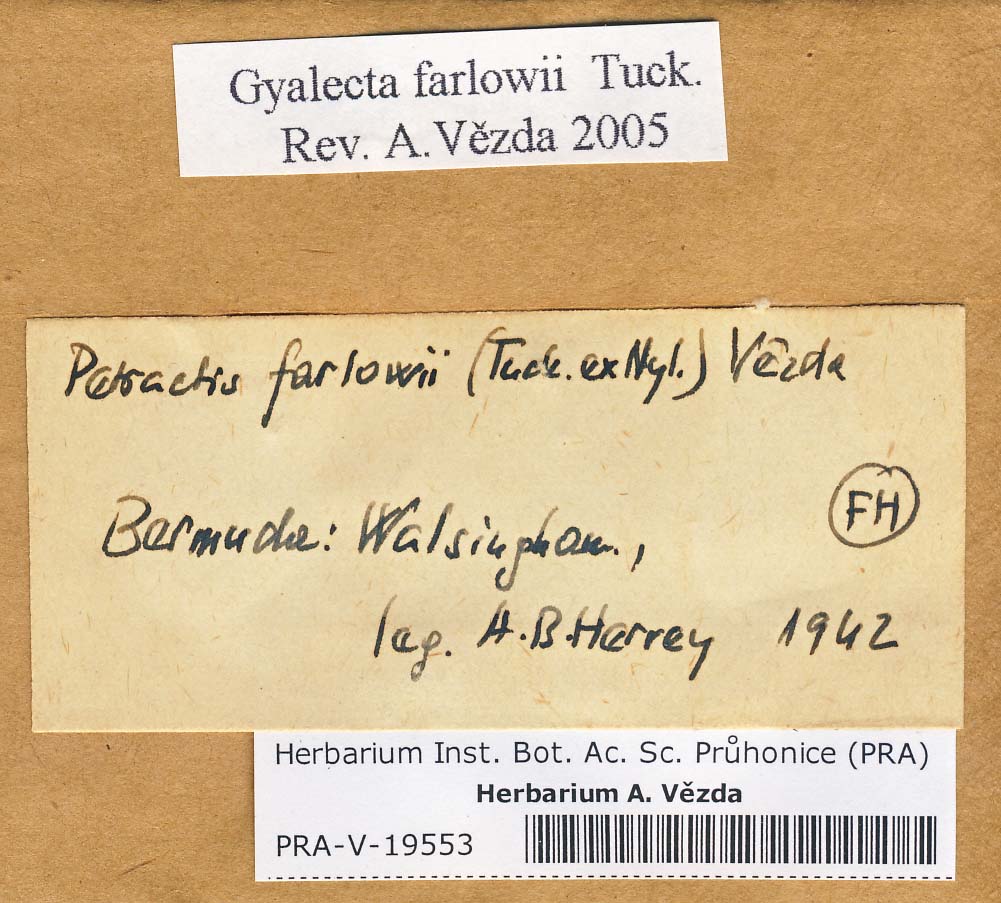 Gyalecta farlowii Tuck.
Rev. A. Vězda 2005
Petractis farlowii (Tuck. ex Nyl.) Vězda
FH
Bermuda: Walsingham.,
leg. A.B. Harvey 1942
Herbarium Inst. Bot. Ac. Sc. Průhonice (PRA)
Herbarium A. Vězda
PRA-V-19553